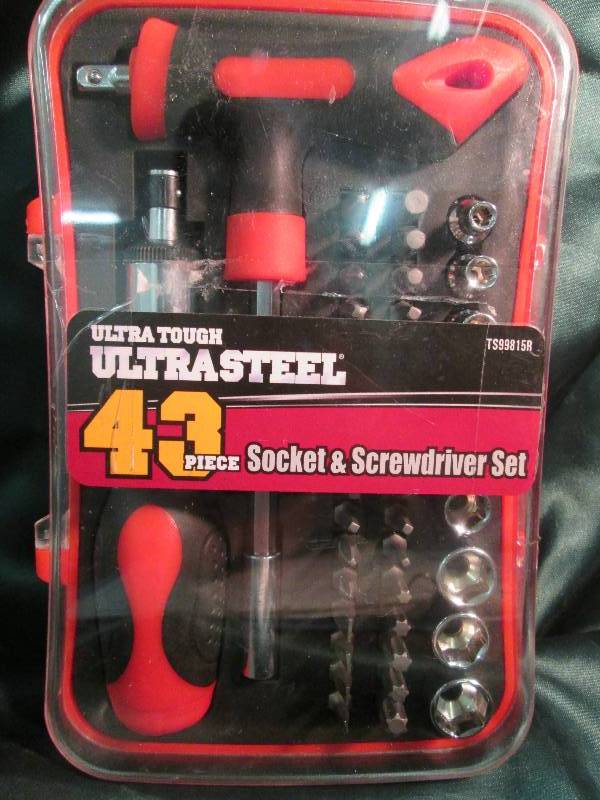 ULTRA TOUGH
ULTRASTEEL®
TS99815R
43 PIECE Socket & Screwdriver Set